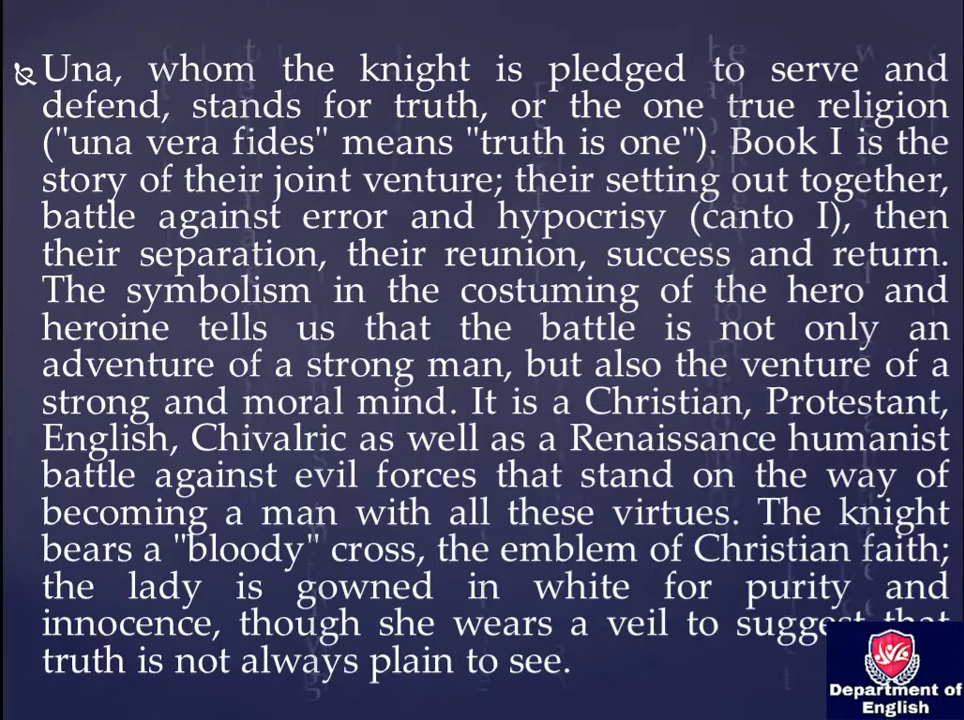 Una, whom the knight is pledged to serve and
defend, stands for truth, or the one true religion
("una vera fides" means "truth is one"). Book I is the
story of their joint venture; their setting out together,
battle against error and hypocrisy (canto I), then
their separation, their reunion, success and return.
The symbolism in the costuming of the hero and
heroine tells us that the battle is not only an
adventure of a strong man, but also the venture of a
strong and moral mind. It is a Christian, Protestant,
English, Chivalric as well as a Renaissance humanist
battle against evil forces that stand on the way of
becoming a man with all these virtues. The knight
bears a "bloody" cross, the emblem of Christian faith;
the lady is gowned in white for purity and
innocence, though she wears a veil to suggest that
truth is not always plain to see.
Department of
English